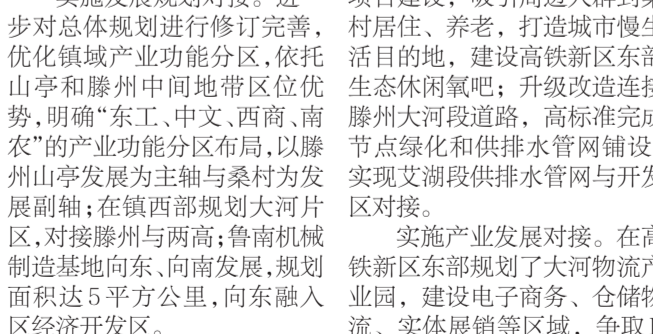 实施发展规划对接。进一
步对总体规划进行修订完善，
优化镇域产业功能分区，依托
山亭和滕州中间地带区位优
势，明确“东工、中文、西商、南
农”的产业功能分区布局，以滕
州山亭发展为主轴与桑村为发
展副轴；在镇西部规划大河片
区，对接滕州与两高；鲁南机械
制造基地向东、向南发展，规划
面积达5平方公里，向东融入
区经济开发区。
村居住、养老，打造城市慢生
活目的地，建设高铁新区东部
生态休闲氧吧；升级改造连接
滕州大河段道路，高标准完成
节点绿化和供排水管网铺设
实现艾湖段供排水管网与开发
区对接。
实施产业发展对接。在高
铁新区东部规划了大河物流产
业园，建设电子商务、仓储物
流、实体展销等区域，争取